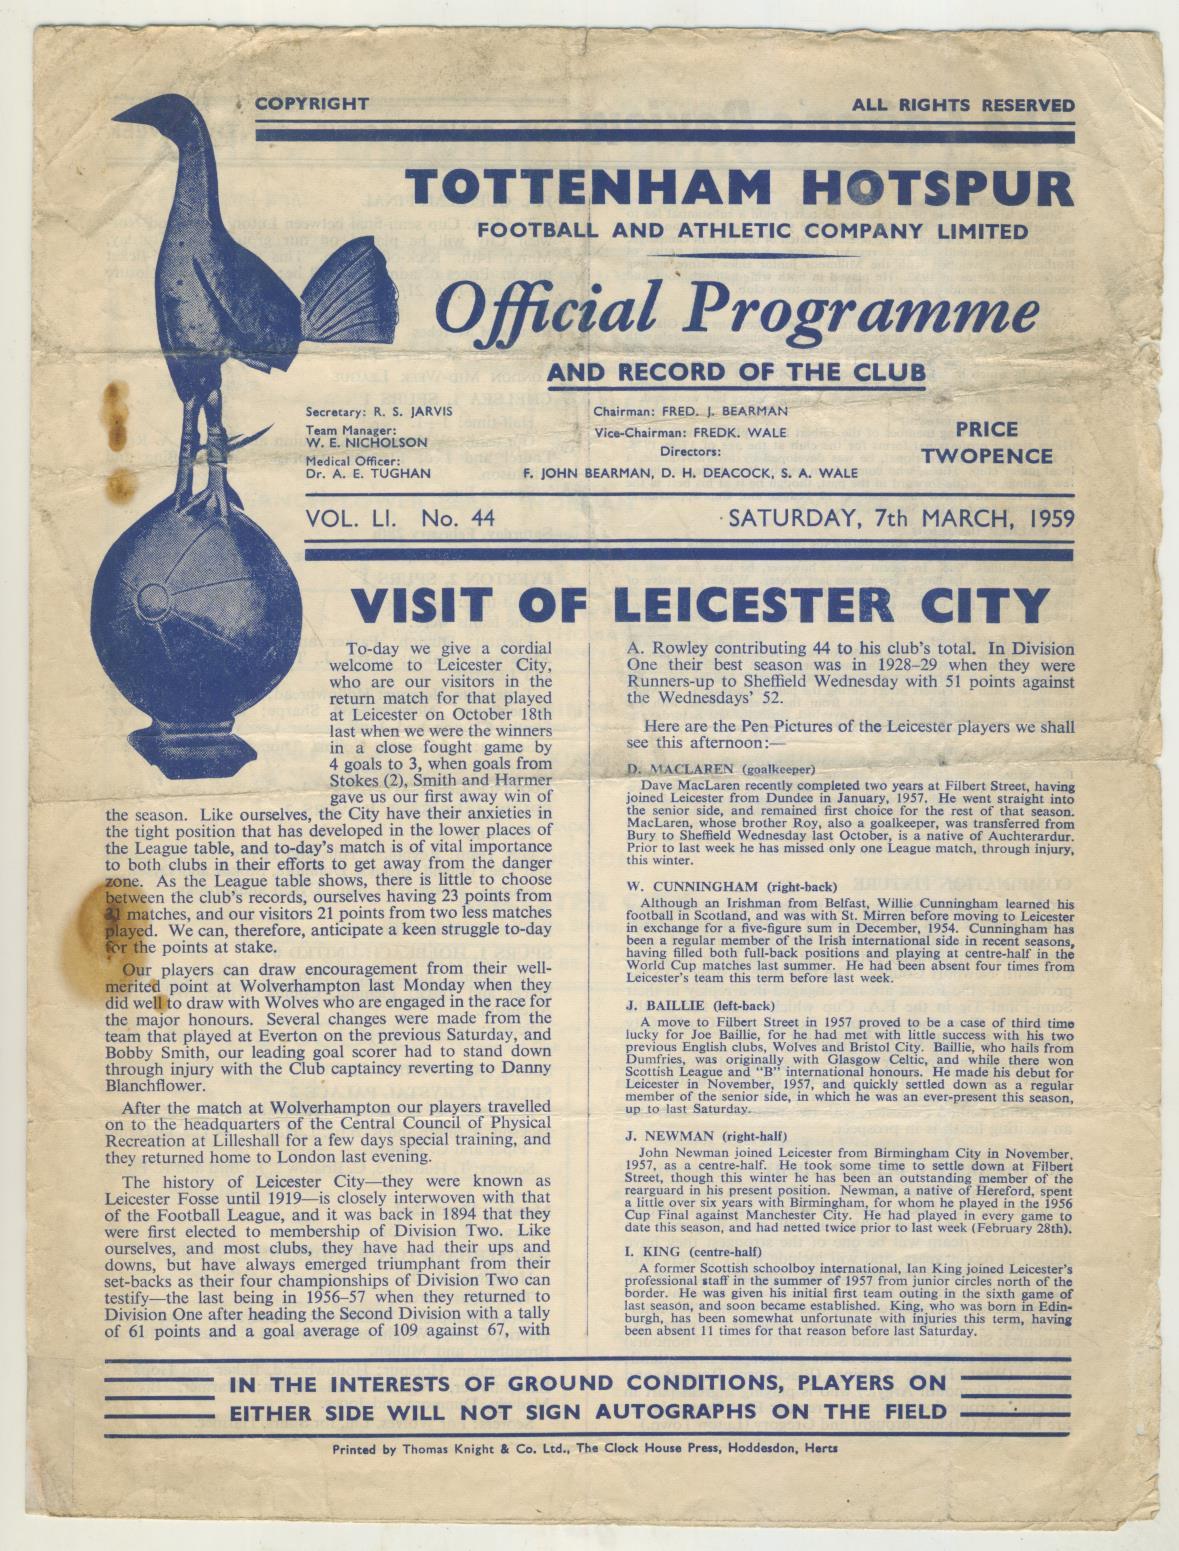 COPYRIGHT
ALL RIGHTS RESERVED
TOTTENHAM HOTSPUR
FOOTBALL AND ATHLETIC COMPANY LIMITED
Official Programme
AND RECORD OF THE CLUB
Secretary: R. S. JARVIS
Team Manager:
W. E. NICHOLSON
Medical Officer:
Dr. A. E. TUGHAN
Chairman: FRED. J. BEARMAN
Vice-Chairman: FREDK. WALE
Directors:
F. JOHN BEARMAN, D. H. DEACOCK, S. A. WALE
PRICE
TWOPENCE
VOL. LI. No. 44
SATURDAY, 7th MARCH, 1959
VISIT OF LEICESTER CITY
To-day we give a cordial
welcome to Leicester City,
who are our visitors in the
return match for that played
at Leicester on October 18th
last when we were the winners
in a close fought game by
4 goals to 3, when goals from
Stokes (2), Smith and Harmer
gave us our first away win of
the season. Like ourselves, the City have their anxieties in
the tight position that has developed in the lower places of
the League table, and to-day's match is of vital importance
to both clubs in their efforts to get away from the danger
zone. As the League table shows, there is little to choose
between the club's records, ourselves having 23 points from
31 matches, and our visitors 21 points from two less matches
played. We can, therefore, anticipate a keen struggle to-day
for the points at stake.
Our players can draw encouragement from their well-
merited point at Wolverhampton last Monday when they
did well to draw with Wolves who are engaged in the race for
the major honours. Several changes were made from the
team that played at Everton on the previous Saturday, and
Bobby Smith, our leading goal scorer had to stand down
through injury with the Club captaincy reverting to Danny
Blanchflower.
After the match at Wolverhampton our players travelled
on to the headquarters of the Central Council of Physical
Recreation at Lilleshall for a few days special training, and
they returned home to London last evening.
The history of Leicester City—they were known as
Leicester Fosse until 1919—is closely interwoven with that
of the Football League, and it was back in 1894 that they
were first elected to membership of Division Two. Like
ourselves, and most clubs, they have had their ups and
downs, but have always emerged triumphant from their
set-backs as their four championships of Division Two can
testify—the last being in 1956–57 when they returned to
Division One after heading the Second Division with a tally
of 61 points and a goal average of 109 against 67, with
A. Rowley contributing 44 to his club's total. In Division
One their best season was in 1928–29 when they were
Runners-up to Sheffield Wednesday with 51 points against
the Wednesdays' 52.
Here are the Pen Pictures of the Leicester players we shall
see this afternoon:—
D. MACLAREN (goalkeeper)
Dave MacLaren recently completed two years at Filbert Street, having
joined Leicester from Dundee in January, 1957. He went straight into
the senior side, and remained first choice for the rest of that season.
MacLaren, whose brother Roy, also a goalkeeper, was transferred from
Bury to Sheffield Wednesday last October, is a native of Auchterardur.
Prior to last week he has missed only one League match, through injury,
this winter.
W. CUNNINGHAM (right-back)
Although an Irishman from Belfast, Willie Cunningham learned his
football in Scotland, and was with St. Mirren before moving to Leicester
in exchange for a five-figure sum in December, 1954. Cunningham has
been a regular member of the Irish international side in recent seasons,
having filled both full-back positions and playing at centre-half in the
World Cup matches last summer. He had been absent four times from
Leicester's team this term before last week.
J. BAILLIE (left-back)
A move to Filbert Street in 1957 proved to be a case of third time
lucky for Joe Baillie, for he had met with little success with his two
previous English clubs, Wolves and Bristol City. Baillie, who hails from
Dumfries, was originally with Glasgow Celtic, and while there won
Scottish League and "B" international honours. He made his debut for
Leicester in November, 1957, and quickly settled down as a regular
member of the senior side, in which he was an ever-present this season,
up to last Saturday.
J. NEWMAN (right-half)
John Newman joined Leicester from Birmingham City in November,
1957, as a centre-half. He took some time to settle down at Filbert
Street, though this winter he has been an outstanding member of the
rearguard in his present position. Newman, a native of Hereford, spent
a little over six years with Birmingham, for whom he played in the 1956
Cup Final against Manchester City. He had played in every game to
date this season, and had netted twice prior to last week (February 28th).
I. KING (centre-half)
A former Scottish schoolboy international, Ian King joined Leicester's
professional staff in the summer of 1957 from junior circles north of the
border. He was given his initial first team outing in the sixth game of
last season, and soon became established. King, who was born in Edin-
burgh, has been somewhat unfortunate with injuries this term, having
been absent 11 times for that reason before last Saturday.
IN THE INTERESTS OF GROUND CONDITIONS, PLAYERS ON
EITHER SIDE WILL NOT SIGN AUTOGRAPHS ON THE FIELD
Printed by Thomas Knight & Co. Ltd., The Clock House Press, Hoddesdon, Herts